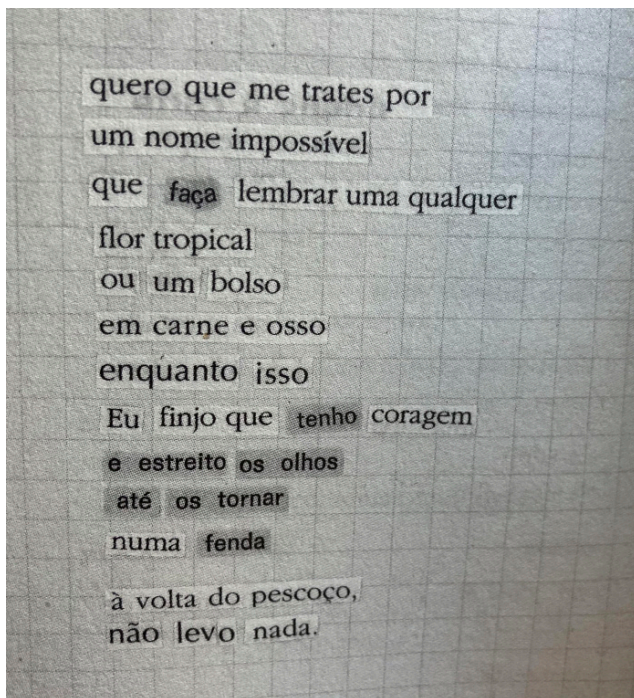 quero que me trates por
um nome impossível
que faça lembrar uma qualquer
flor tropical
ou um bolso
em carne e osso
enquanto isso
Eu finjo que tenho coragem
e estreito os olhos
até os tornar
numa fenda
à volta do pescoço,
não levo nada.